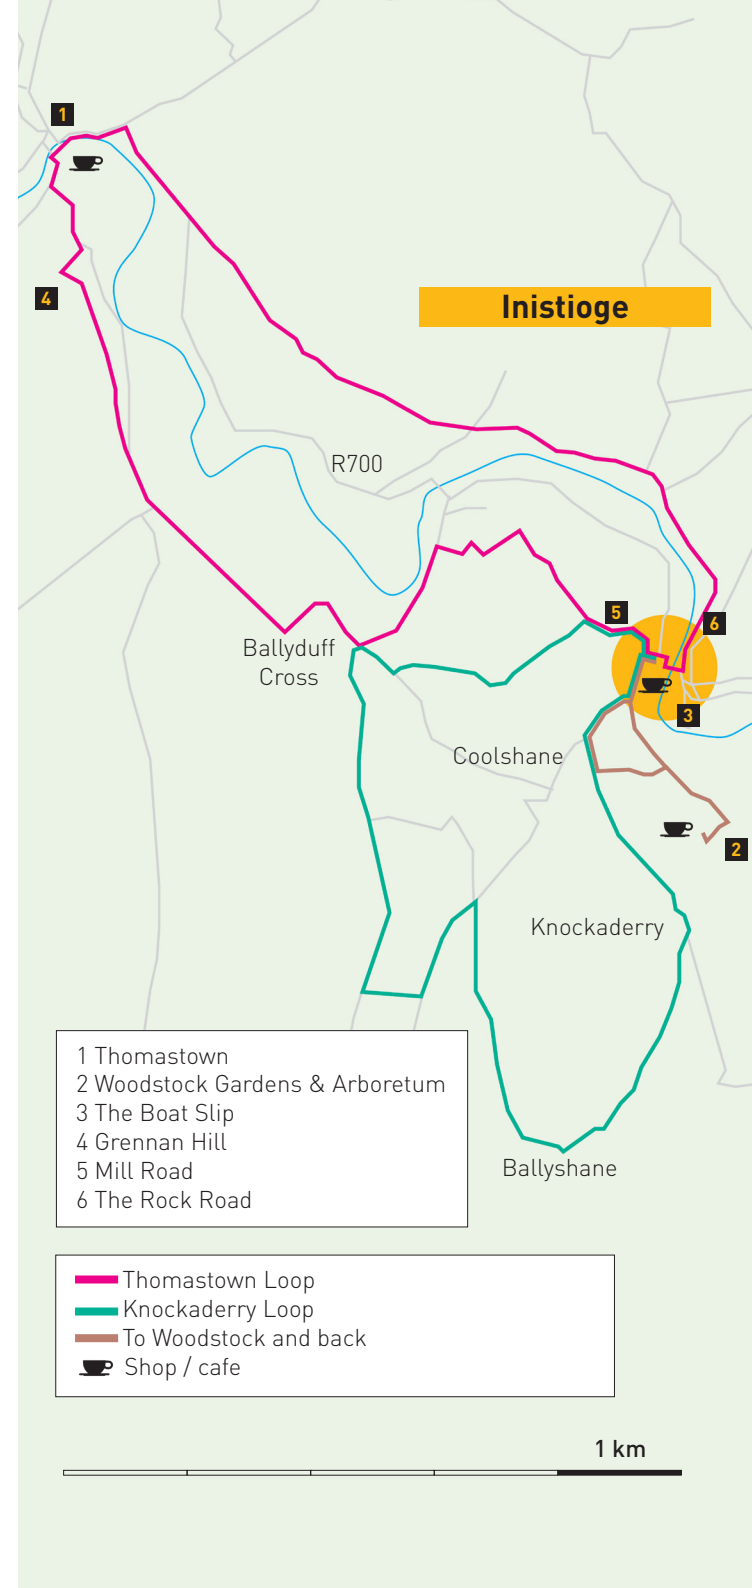 1
4
Inistioge
R700
5
6
Ballyduff
Cross
3
Coolshane
2
Knockaderry
1 Thomastown
2 Woodstock Gardens & Arboretum
3 The Boat Slip
4 Grennan Hill
5 Mill Road
6 The Rock Road
Ballyshane
Thomastown Loop
Knockaderry Loop
To Woodstock and back
Shop / cafe
1 km